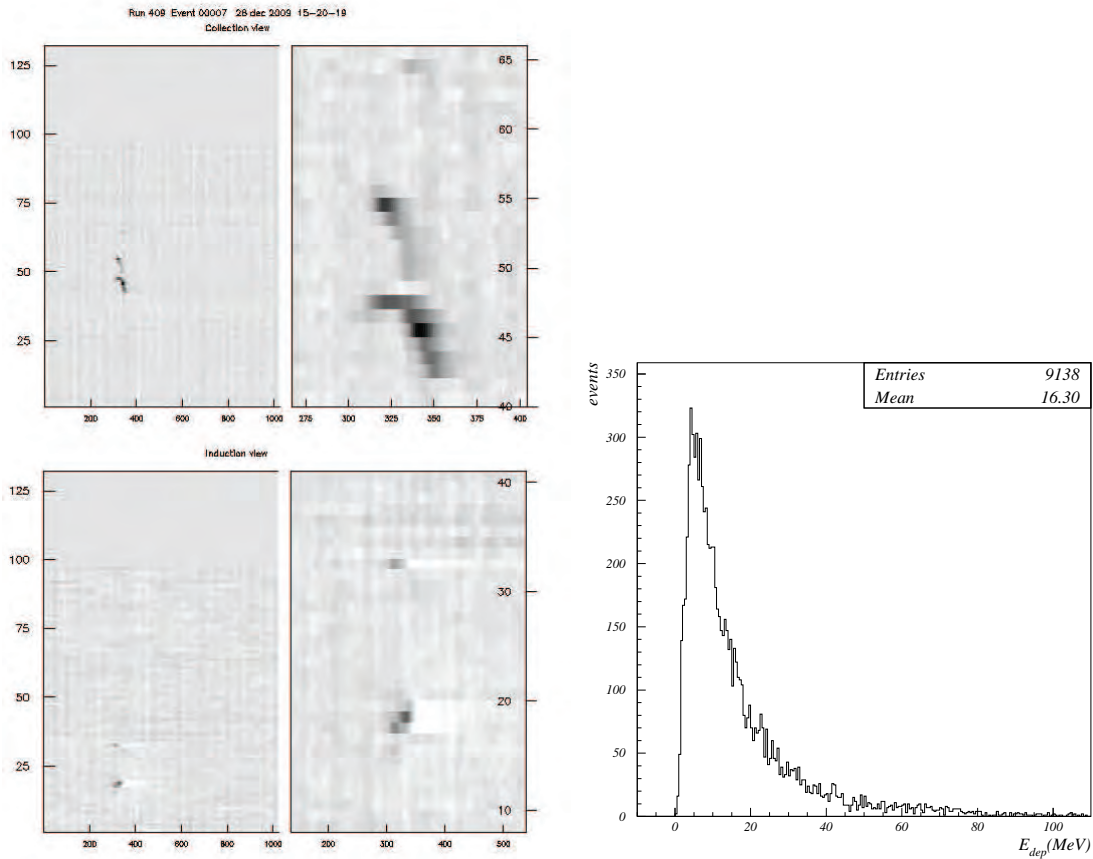 Run 409 Event 00007 28 dec 2009 15-20-19
Collection view
125
100
75
50
25
200 400 600 800 1000
65
60
55
50
45
40
275 300 325 350 375 400
Induction view
125
100
75
50
25
200 400 600 800 1000
40
30
20
10
200 300 400 500
events
350
300
250
200
150
100
50
0
Entries 9138
Mean 16.30
0 20 40 60 80 100
E_dep(MeV)